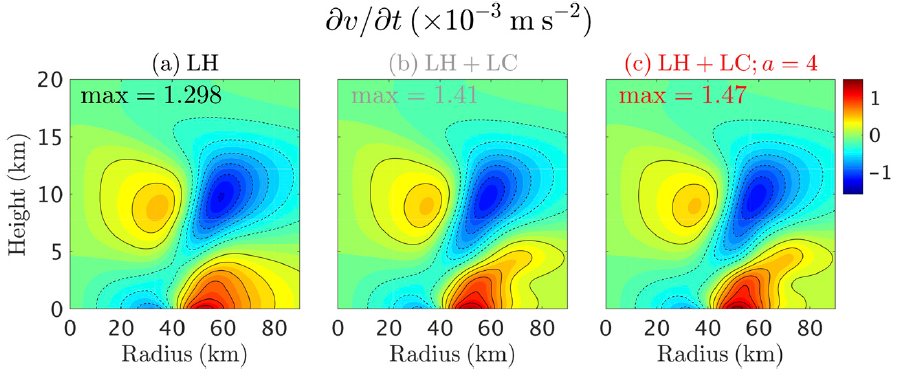 ∂v/∂t (×10⁻³ m s⁻²)
(a) LH
(b) LH + LC
(c) LH + LC; a = 4
max = 1.298
max = 1.41
max = 1.47
Height (km)
20
15
10
5
0
0 20 40 60 80
0 20 40 60 80
0 20 40 60 80
Radius (km)
Radius (km)
Radius (km)
1
0
-1